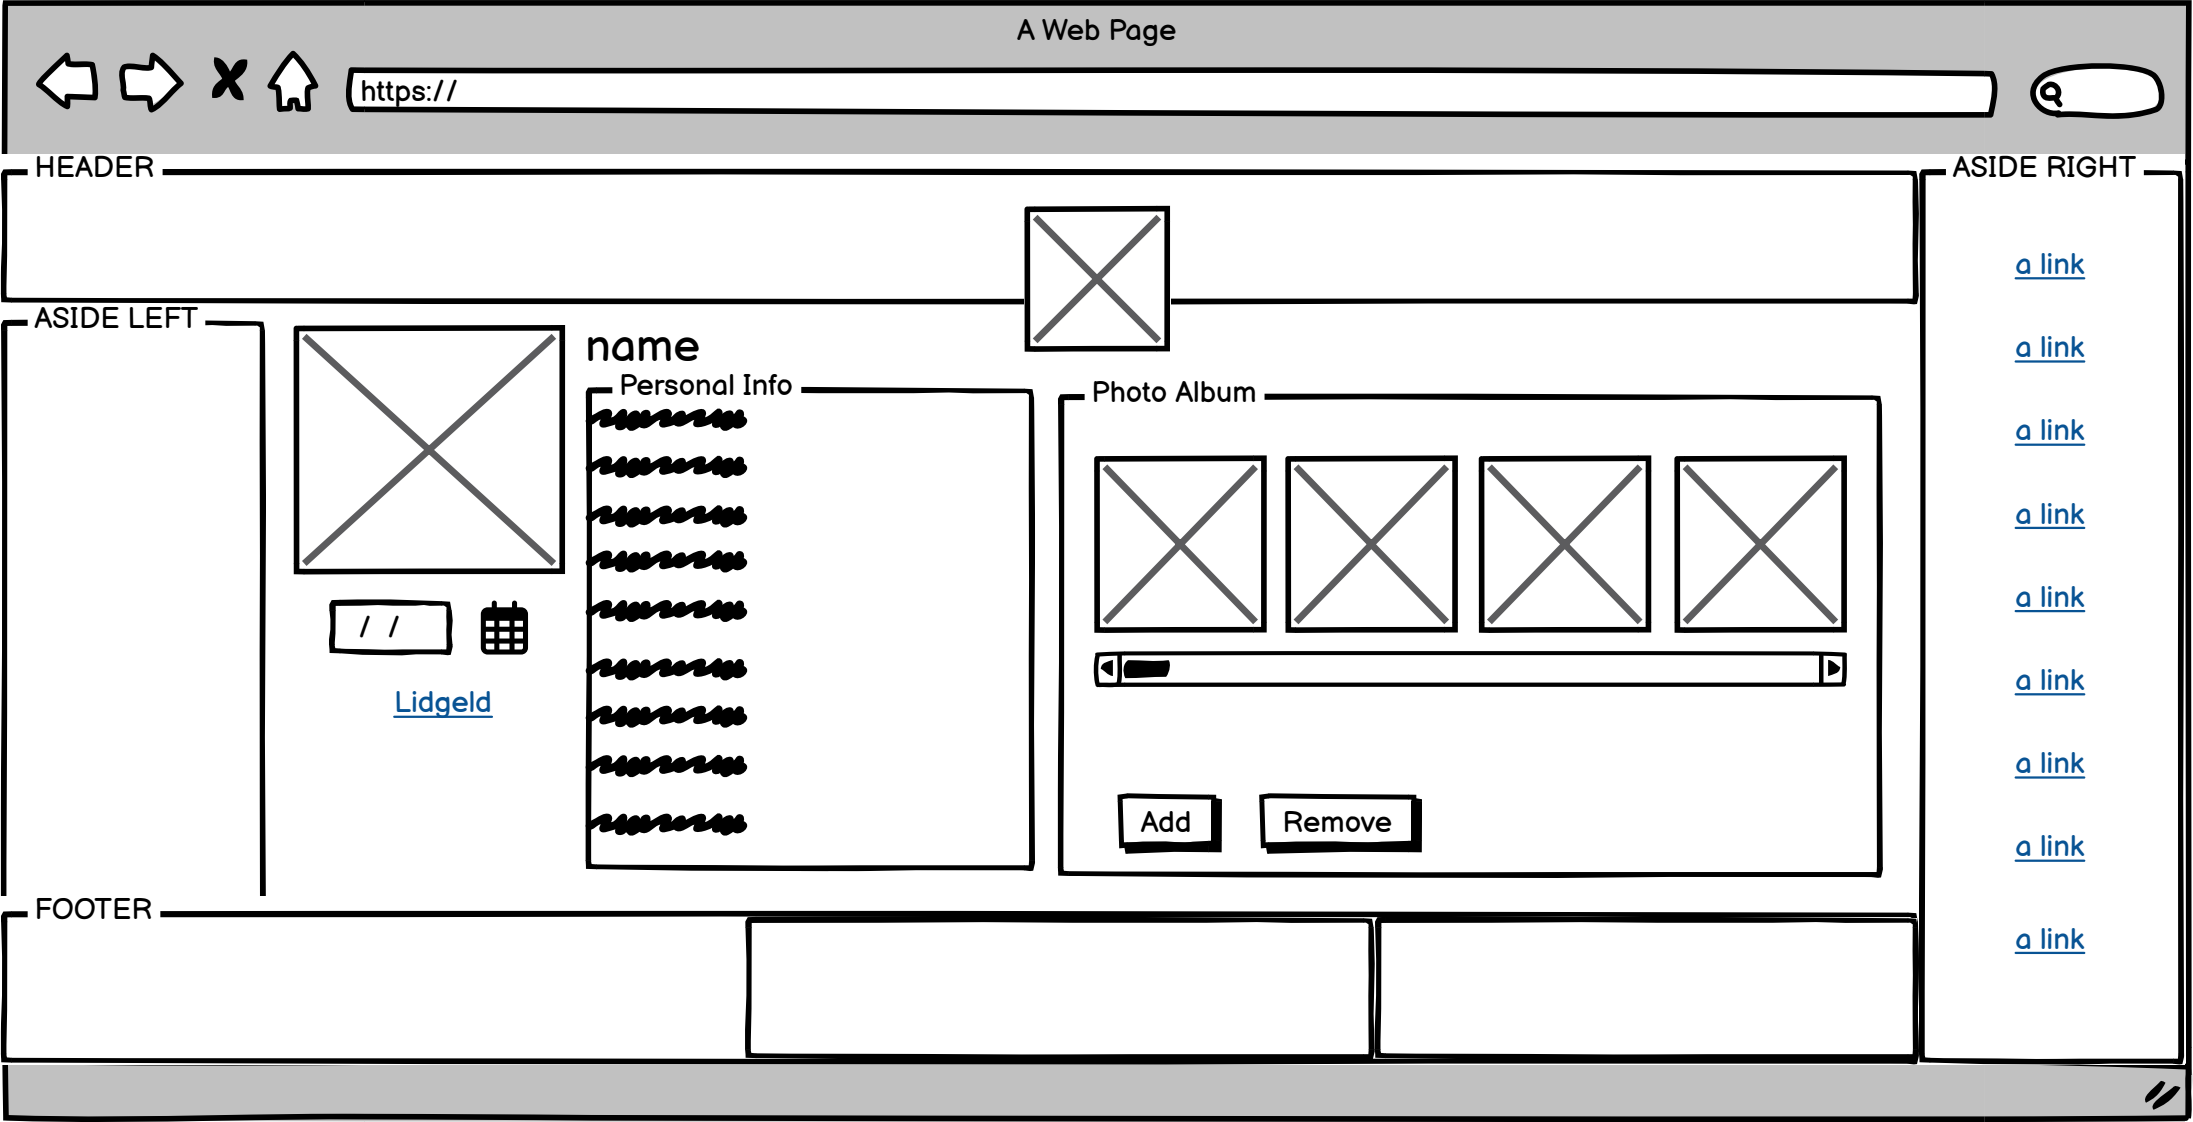 A Web Page
https://
HEADER
ASIDE RIGHT
a link
ASIDE LEFT
name
a link
Personal Info
Photo Album
a link
a link
a link
/ /
Lidgeld
a link
a link
Add
Remove
a link
FOOTER
a link